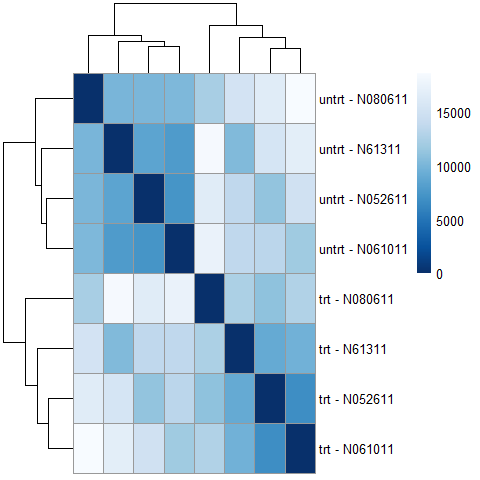 untrt - N080611
untrt - N61311
untrt - N052611
untrt - N061011
trt - N080611
trt - N61311
trt - N052611
trt - N061011
15000
10000
5000
0